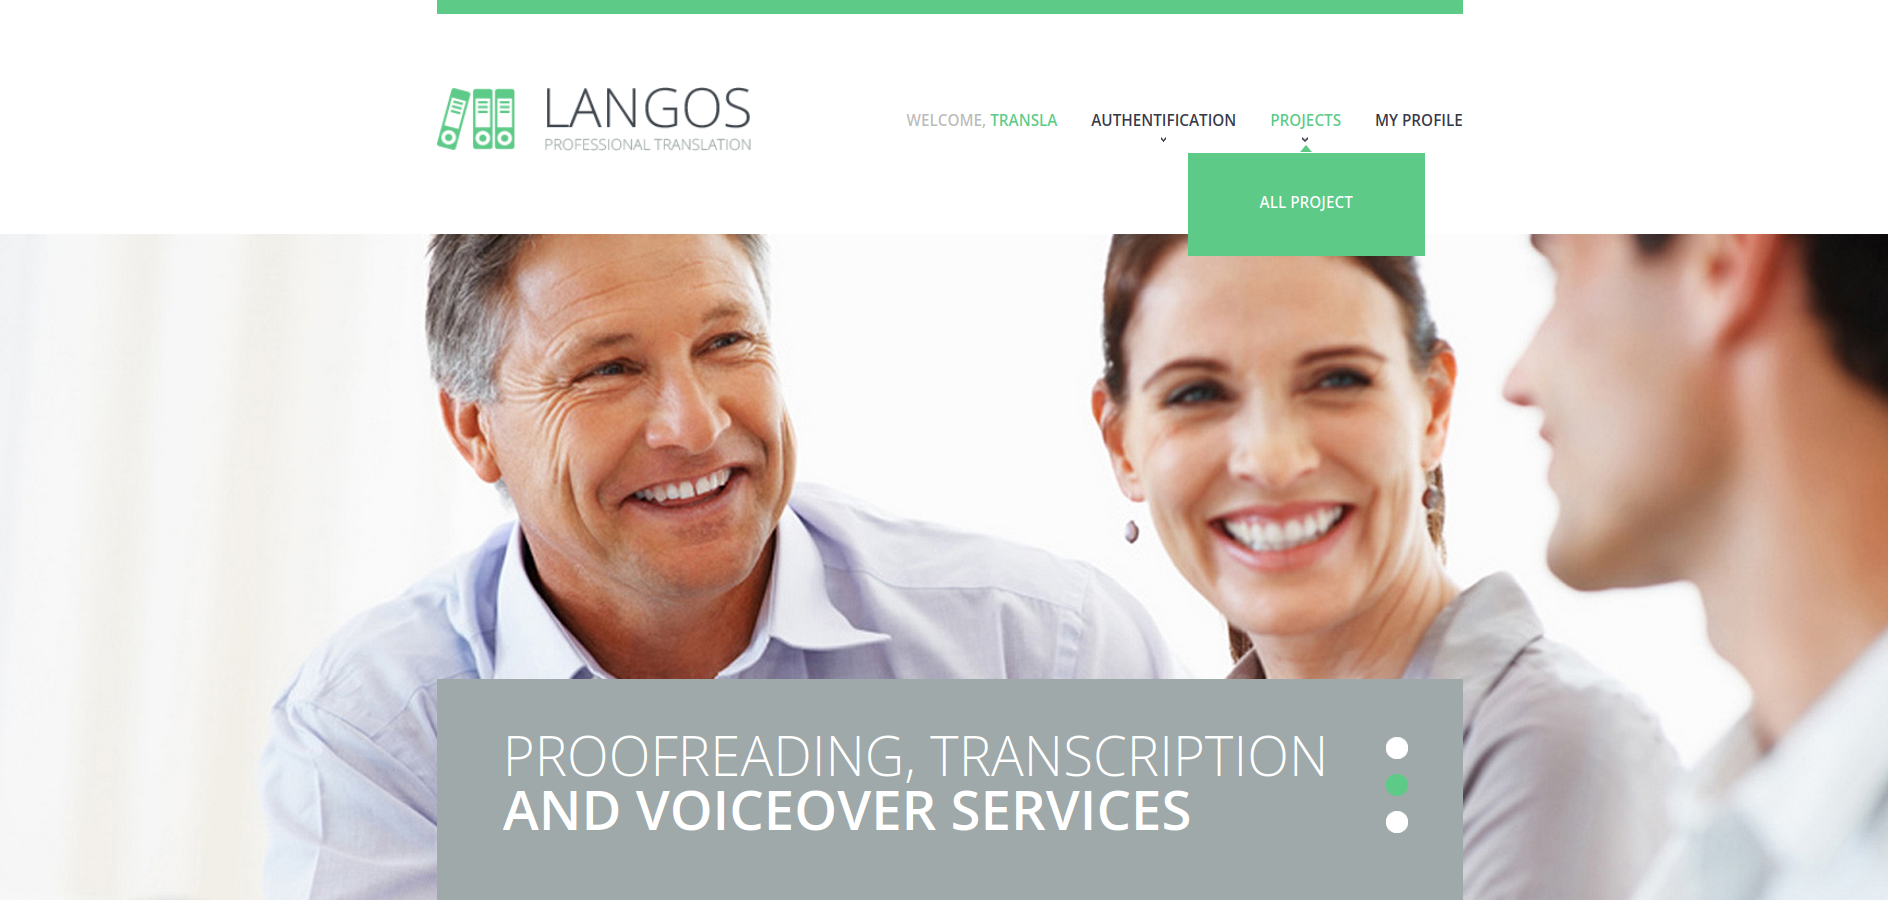 LANGOS
PROFESSIONAL TRANSLATION
WELCOME, TRANSLA
AUTHENTIFICATION
PROJECTS
MY PROFILE
ALL PROJECT
PROOFREADING, TRANSCRIPTION
AND VOICEOVER SERVICES